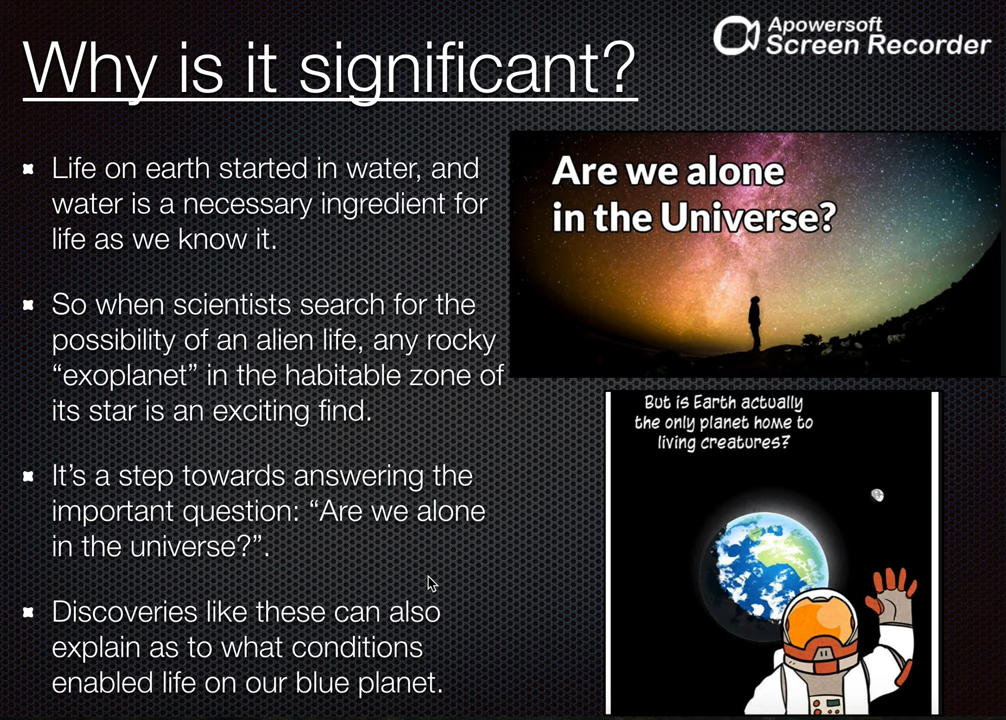 Apowersoft
Screen Recorder
Why is it significant?
Life on earth started in water, and
water is a necessary ingredient for
life as we know it.
So when scientists search for the
possibility of an alien life, any rocky
“exoplanet” in the habitable zone of
its star is an exciting find.
It’s a step towards answering the
important question: “Are we alone
in the universe?”.
Discoveries like these can also
explain as to what conditions
enabled life on our blue planet.
Are we alone
in the Universe?
But is Earth actually
the only planet home to
living creatures?